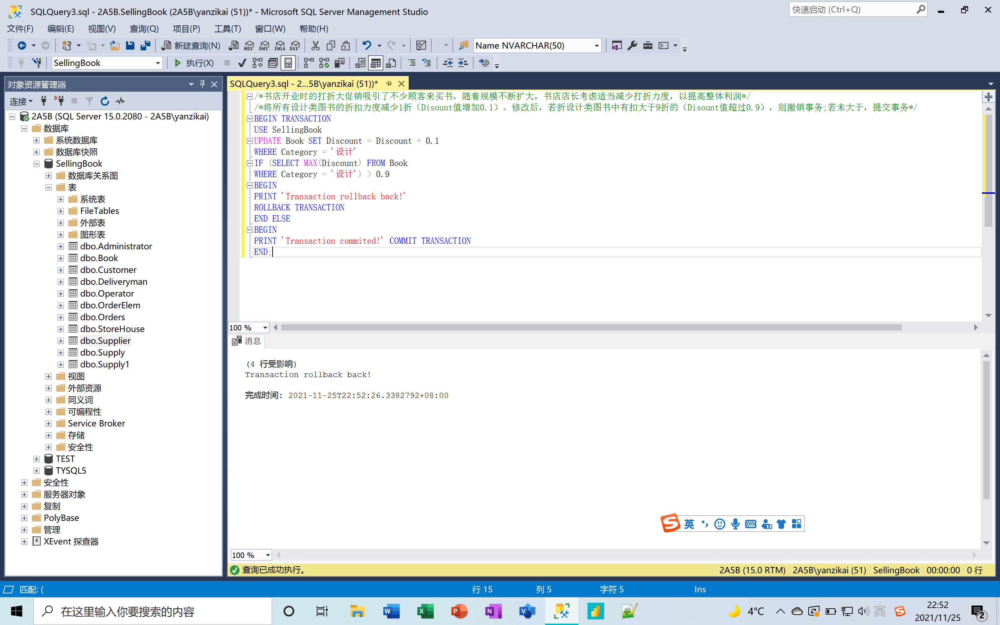 SQLQuery3.sql - 2A5B.SellingBook (2A5B\yanzikai (51))* - Microsoft SQL Server Management Studio
快速启动 (Ctrl+Q)
文件(F) 编辑(E) 视图(V) 查询(Q) 项目(P) 工具(T) 窗口(W) 帮助(H)
新建查询(N) MDX DMX XMLA DAX Name NVARCHAR(50)
SellingBook 执行(X)
对象资源管理器
连接
2A5B (SQL Server 15.0.2080 - 2A5B\yanzikai)
数据库
系统数据库
数据库快照
SellingBook
数据库关系图
表
系统表
FileTables
外部表
图形表
dbo.Administrator
dbo.Book
dbo.Customer
dbo.Deliveryman
dbo.Operator
dbo.OrderElem
dbo.Orders
dbo.StoreHouse
dbo.Supplier
dbo.Supply
dbo.Supply1
视图
外部资源
同义词
可编程性
Service Broker
存储
安全性
TEST
TYSQL5
安全性
服务器对象
复制
PolyBase
管理
XEvent 探查器
SQLQuery3.sql - 2...5B\yanzikai (51))*
/*书店开业时的打折大促销吸引了不少顾客来买书，随着规模不断扩大，书店店长考虑适当减少打折力度，以提高整体利润*/
/*将所有设计类图书的折扣力度减少1折（Disount值增加0.1）。修改后，若折设计类图书中有扣大于9折的（Disount值超过0.9），则撤销事务;若未大于，提交事务*/
BEGIN TRANSACTION
USE SellingBook
UPDATE Book SET Discount = Discount + 0.1
WHERE Category = '设计'
IF (SELECT MAX(Discount) FROM Book
WHERE Category = '设计') > 0.9
BEGIN
PRINT 'Transaction rollback back!'
ROLLBACK TRANSACTION
END ELSE
BEGIN
PRINT 'Transaction commited!' COMMIT TRANSACTION
END;
100 %
消息
(4 行受影响)
Transaction rollback back!
完成时间: 2021-11-25T22:52:26.3382792+08:00
英
100 %
查询已成功执行。 2A5B (15.0 RTM) 2A5B\yanzikai (51) SellingBook 00:00:00 0 行
匹配: ( 行 15 列 5 字符 5 Ins
在这里输入你要搜索的内容
4°C 英
22:52
2021/11/25
2